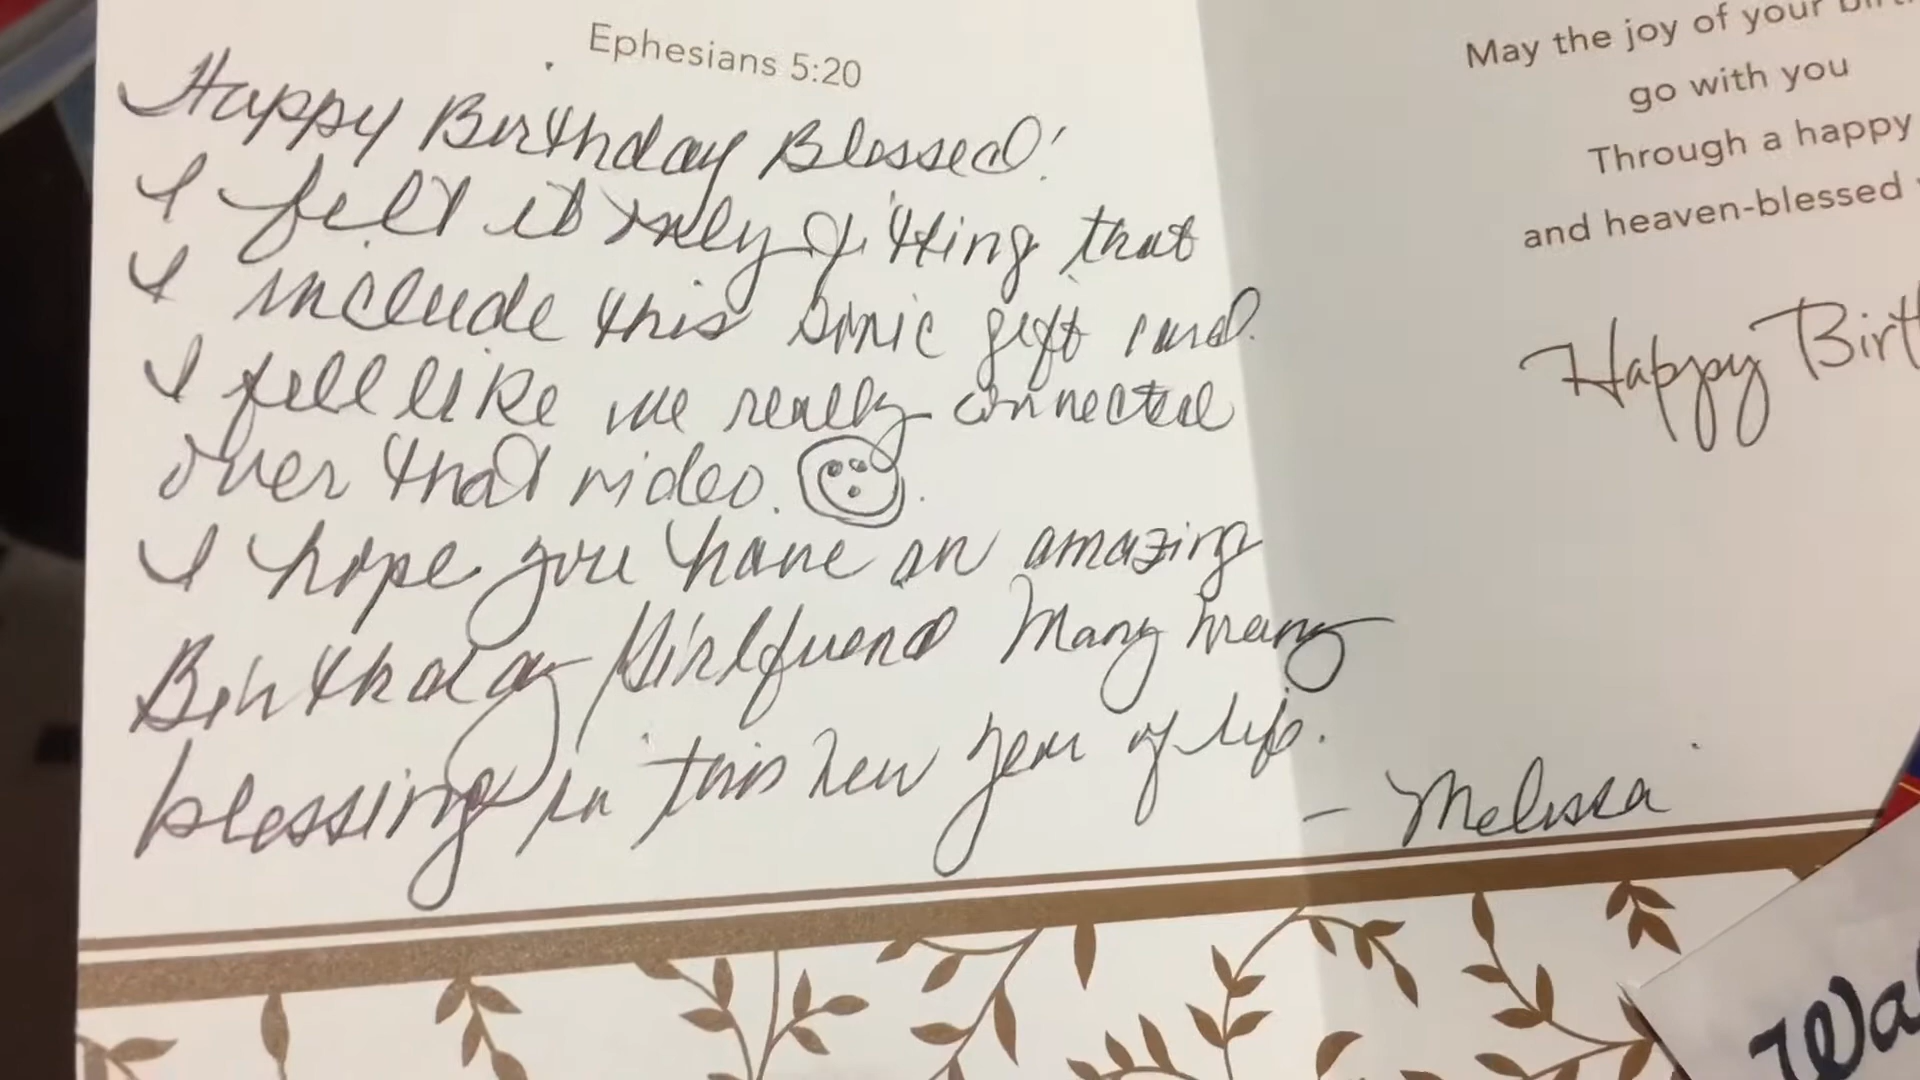 Ephesians 5:20
Happy Birthday Blessed!
I felt it only fitting that
I include this Sonic gift card.
I feel like we really connected
over that video.
I hope you have an amazing
Birthday Girlfriend Many many
blessings in this new year of life.
- Melissa
May the joy of your
go with you
Through a happy
and heaven-blessed
Happy Birt
Wa